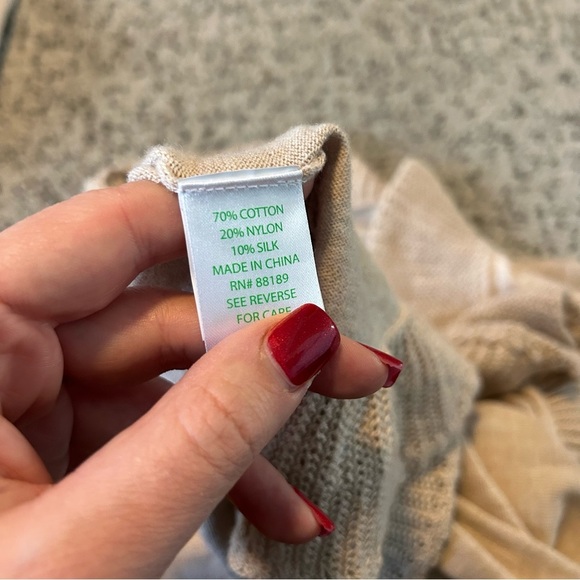 70% COTTON
20% NYLON
10% SILK
MADE IN CHINA
RN# 88189
SEE REVERSE
FOR CARE